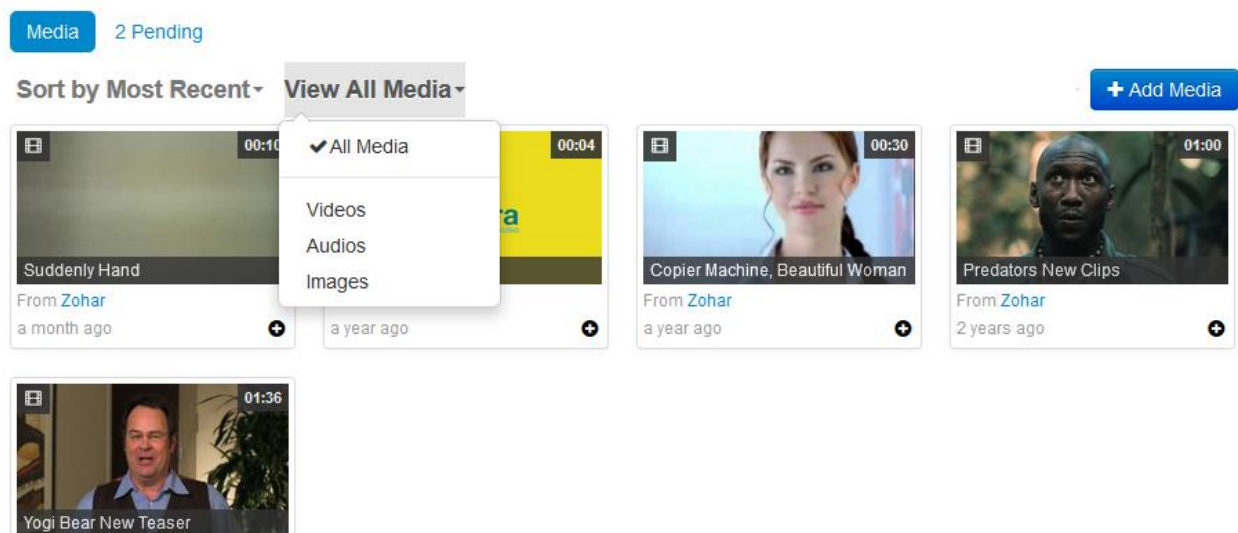 Media 2 Pending
Sort by Most Recent View All Media
+ Add Media
00:10
All Media
Videos
Audios
Images
00:04
00:30
01:00
Suddenly Hand
Copier Machine, Beautiful Woman
Predators New Clips
From Zohar
From Zohar
From Zohar
a month ago
a year ago
a year ago
2 years ago
01:36
Yogi Bear New Teaser